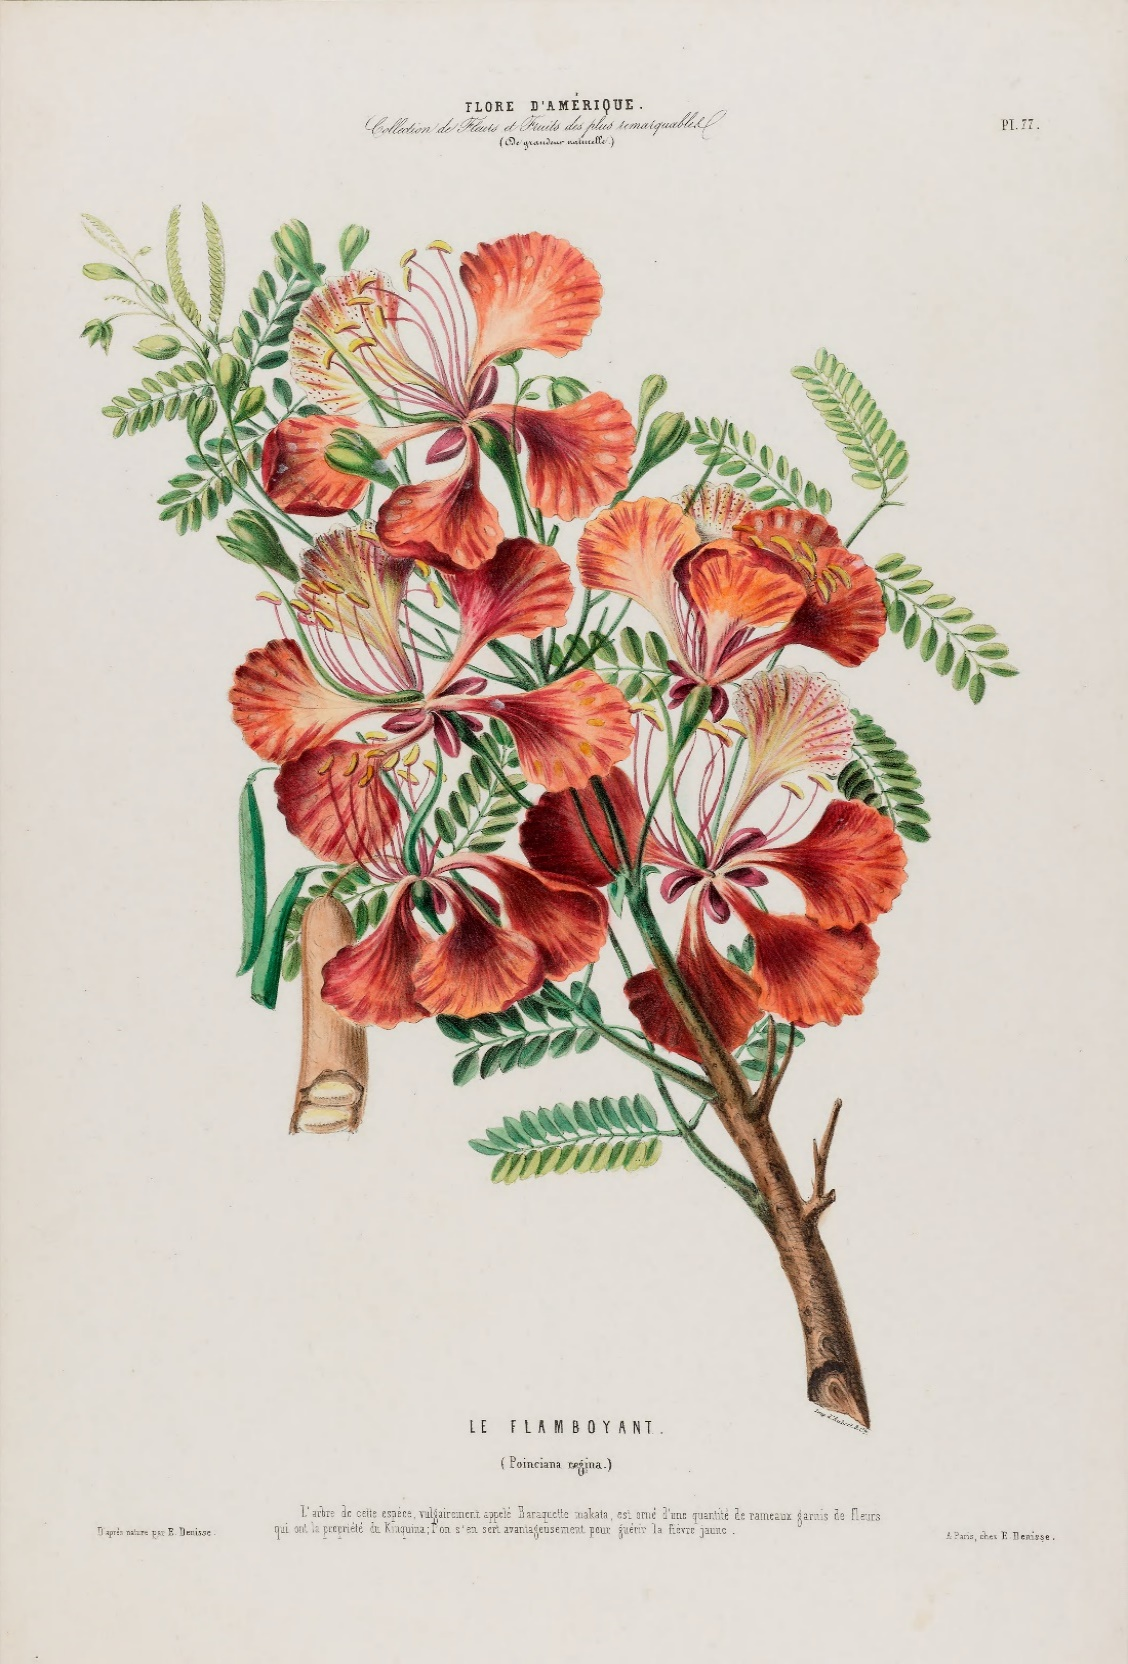 FLORE D'AMÉRIQUE.
Collection de Fleurs et Fruits des plus remarquables
(De grandeur naturelle.)
Pl. 77.
LE FLAMBOYANT.
(Poinciana regina.)
L'arbre de cette espèce, vulgairement appelé Baraquette makata, est orné d'une quantité de rameaux garnis de fleurs
qui ont la propriété du Kinquina; l'on s'en sert avantageusement pour guérir la fièvre jaune.
D'après nature par E. Denisse.
A Paris, chez E. Denisse.